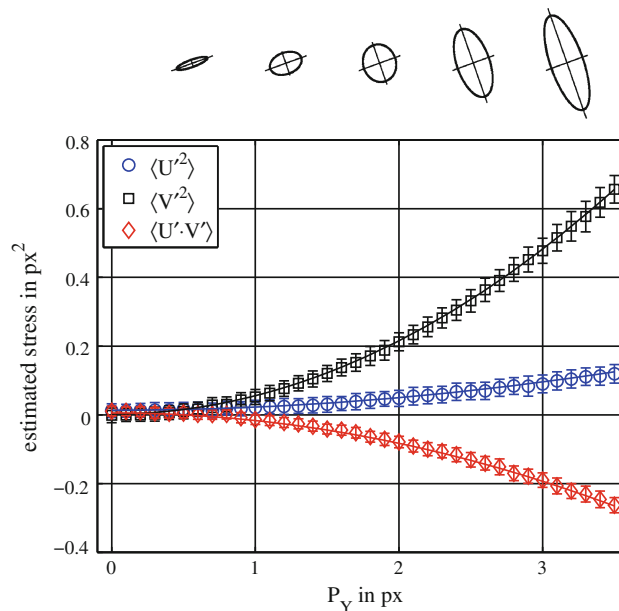 0.8
0.6
0.4
0.2
0
−0.2
−0.4
estimated stress in px²
⟨U′²⟩
⟨V′²⟩
⟨U′·V′⟩
0 1 2 3
P_Y in px